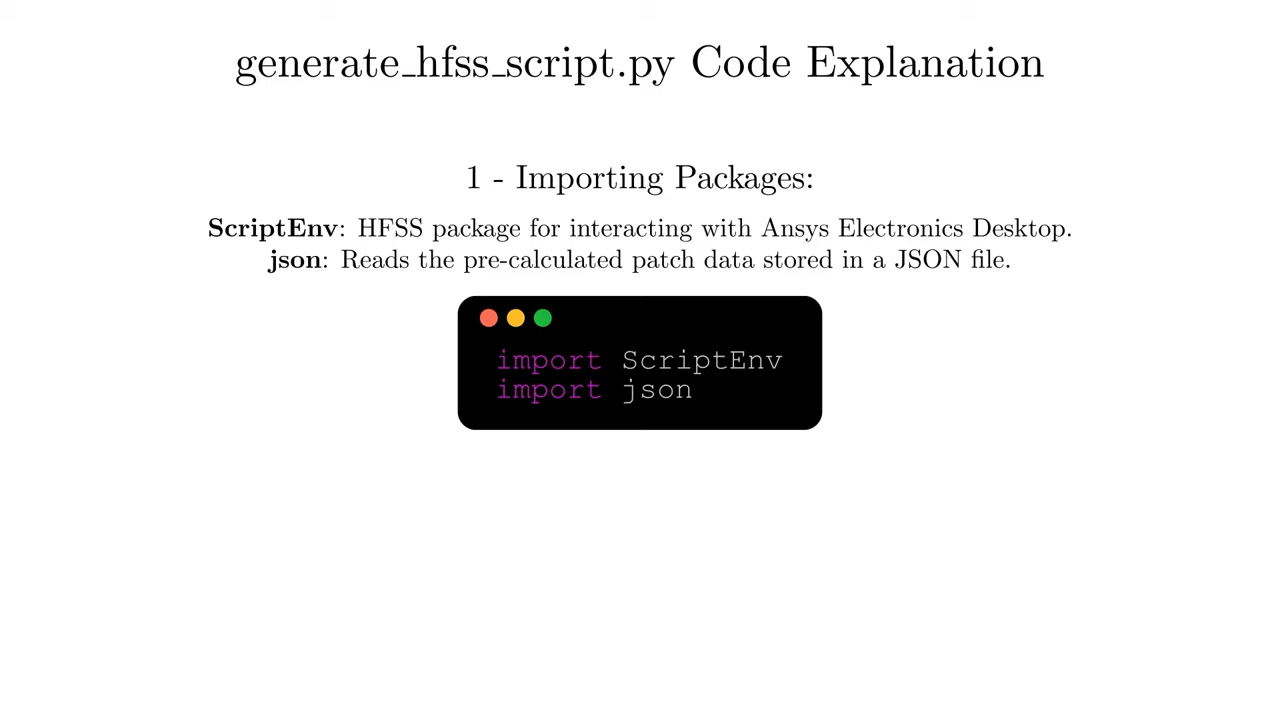 generate_hfss_script.py Code Explanation
1 - Importing Packages:
ScriptEnv: HFSS package for interacting with Ansys Electronics Desktop.
json: Reads the pre-calculated patch data stored in a JSON file.
import ScriptEnv
import json